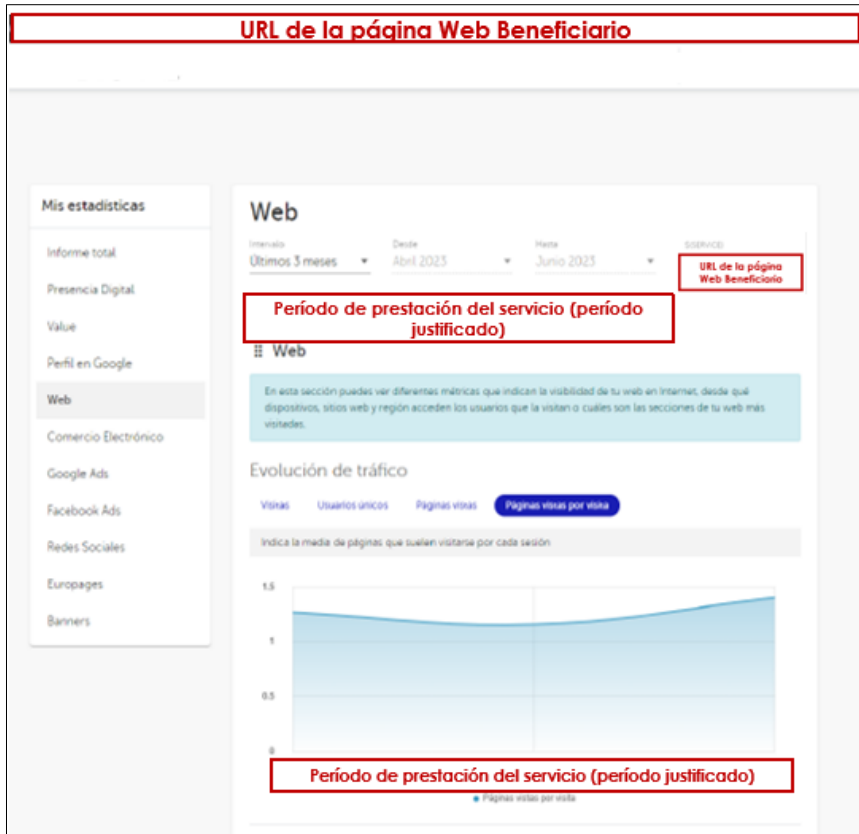 URL de la página Web Beneficiario
Mis estadísticas
Informe total
Presencia Digital
Value
Perfil en Google
Web
Comercio Electrónico
Google Ads
Facebook Ads
Redes Sociales
Europages
Banners
Web
Intervalo
Desde
Hasta
Últimos 3 meses
Abril 2023
Junio 2023
URL de la página
Web Beneficiario
Período de prestación del servicio (período
justificado)
Web
En esta sección puedes ver diferentes métricas que indican la visibilidad de tu web en Internet, desde qué
dispositivos, sitios web y región acceden los usuarios que la visitan o cuáles son las secciones de tu web más
visitadas.
Evolución de tráfico
Visitas
Usuarios únicos
Páginas vistas
Páginas vistas por visita
Indica la media de páginas que suelen visitarse por cada sesión
1.5
1
0.5
0
Período de prestación del servicio (período justificado)
Páginas vistas por visita